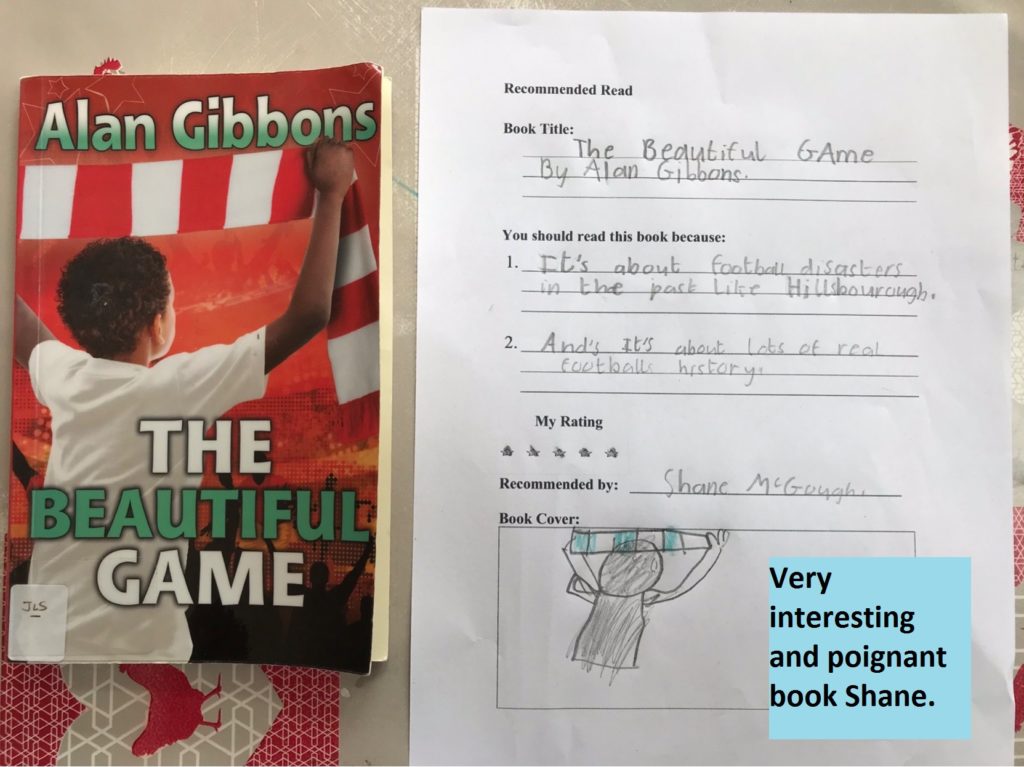 Alan Gibbons
THE
BEAUTIFUL
GAME
JLS
Recommended Read
Book Title:
The Beautiful GAme
By Alan Gibbons.
You should read this book because:
1. It's about football disasters
in the past like Hillsbourough.
2. And's It's about lots of real
footballs history.
My Rating
Recommended by: Shane McGough.
Book Cover:
Very
interesting
and poignant
book Shane.